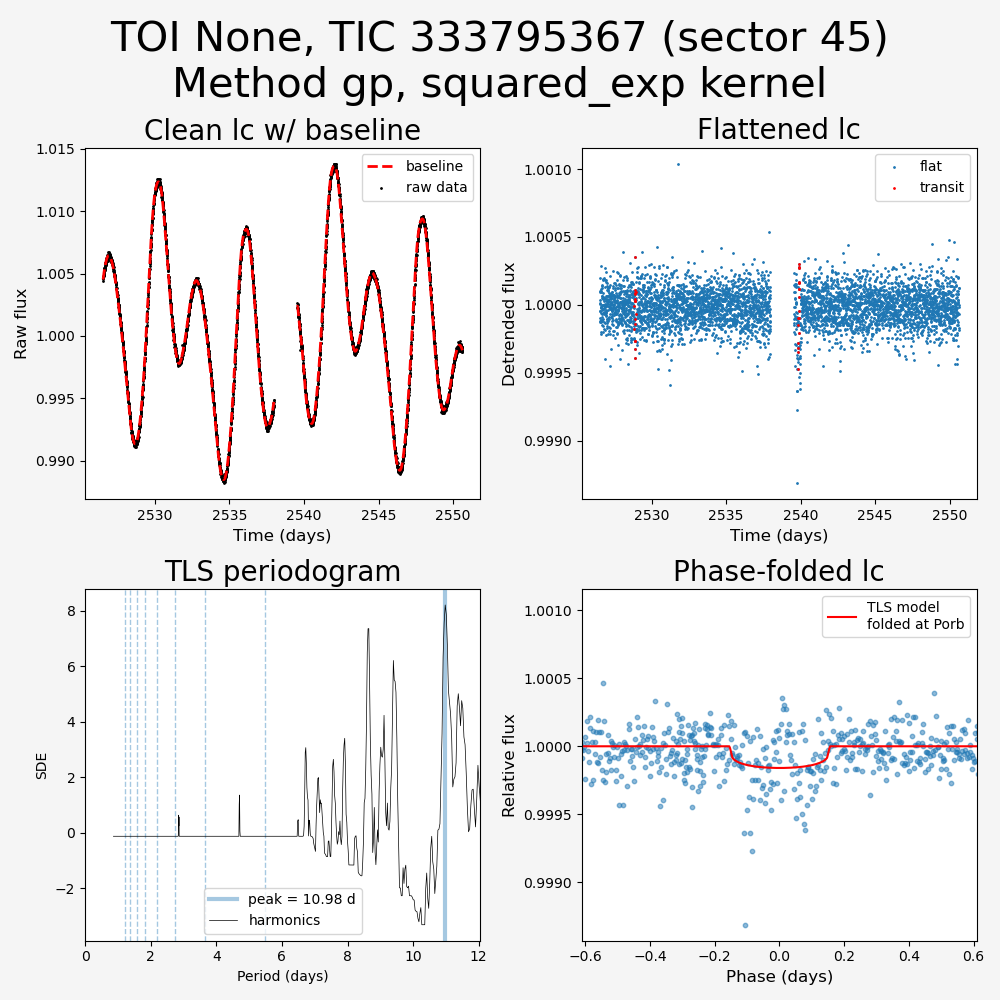 TOI None, TIC 333795367 (sector 45)
Method gp, squared_exp kernel
Clean lc w/ baseline
Raw flux
1.015
1.010
1.005
1.000
0.995
0.990
baseline
raw data
2530
2535
2540
2545
2550
Time (days)
Flattened lc
Detrended flux
1.0010
1.0005
1.0000
0.9995
0.9990
flat
transit
2530
2535
2540
2545
2550
Time (days)
TLS periodogram
SDE
8
6
4
2
0
−2
peak = 10.98 d
harmonics
0
2
4
6
8
10
12
Period (days)
Phase-folded lc
Relative flux
1.0010
1.0005
1.0000
0.9995
0.9990
TLS model
folded at Porb
−0.6
−0.4
−0.2
0.0
0.2
0.4
0.6
Phase (days)